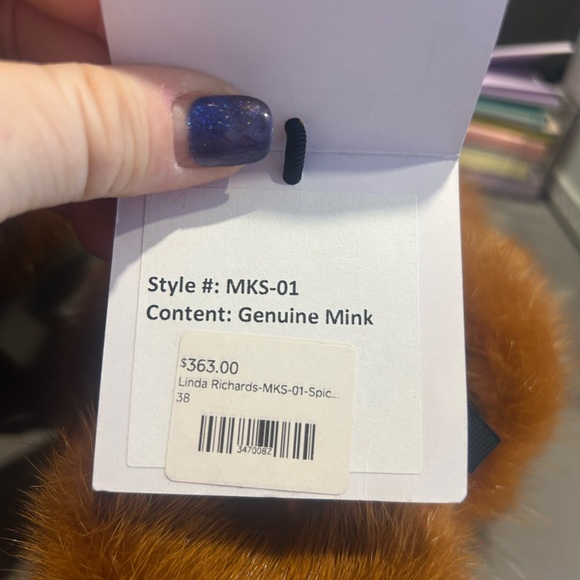 Style #: MKS-01
Content: Genuine Mink
$363.00
Linda Richards-MKS-01-Spic...
38
3470082